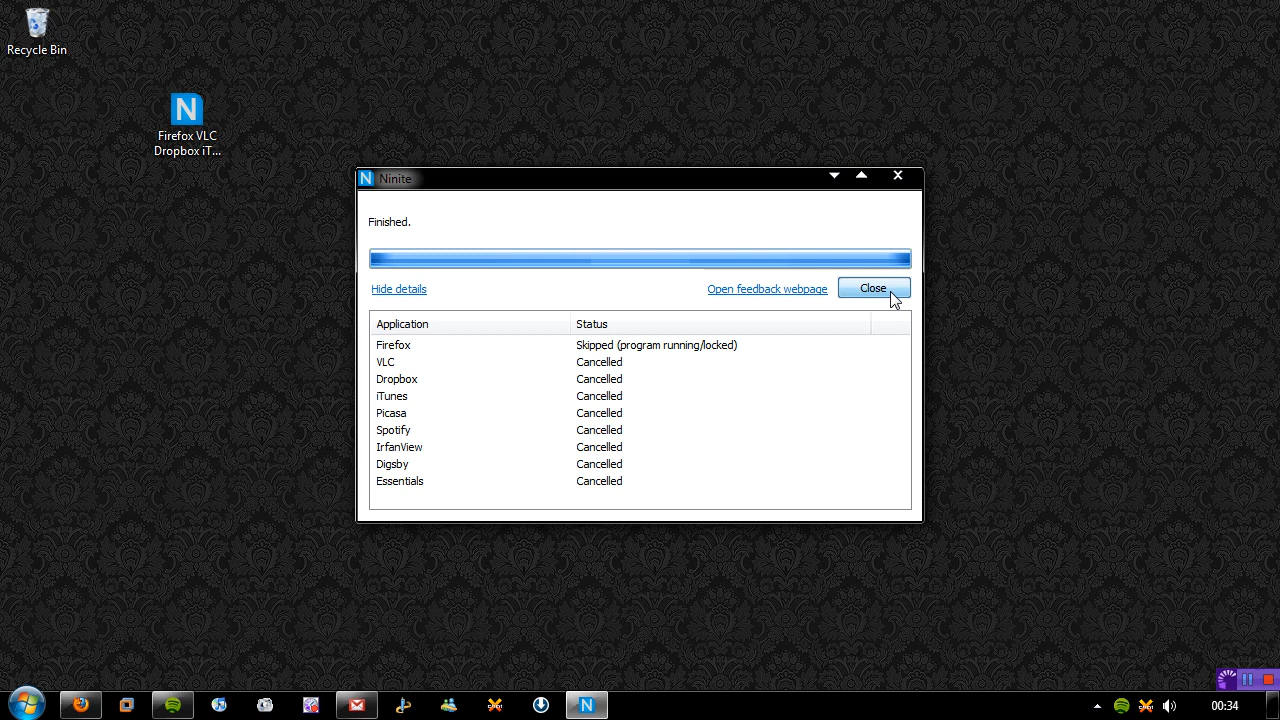 Recycle Bin
N
Firefox VLC
Dropbox iT...
N Ninite
Finished.
Hide details Open feedback webpage Close
Application Status
Firefox Skipped (program running/locked)
VLC Cancelled
Dropbox Cancelled
iTunes Cancelled
Picasa Cancelled
Spotify Cancelled
IrfanView Cancelled
Digsby Cancelled
Essentials Cancelled
N
00:34